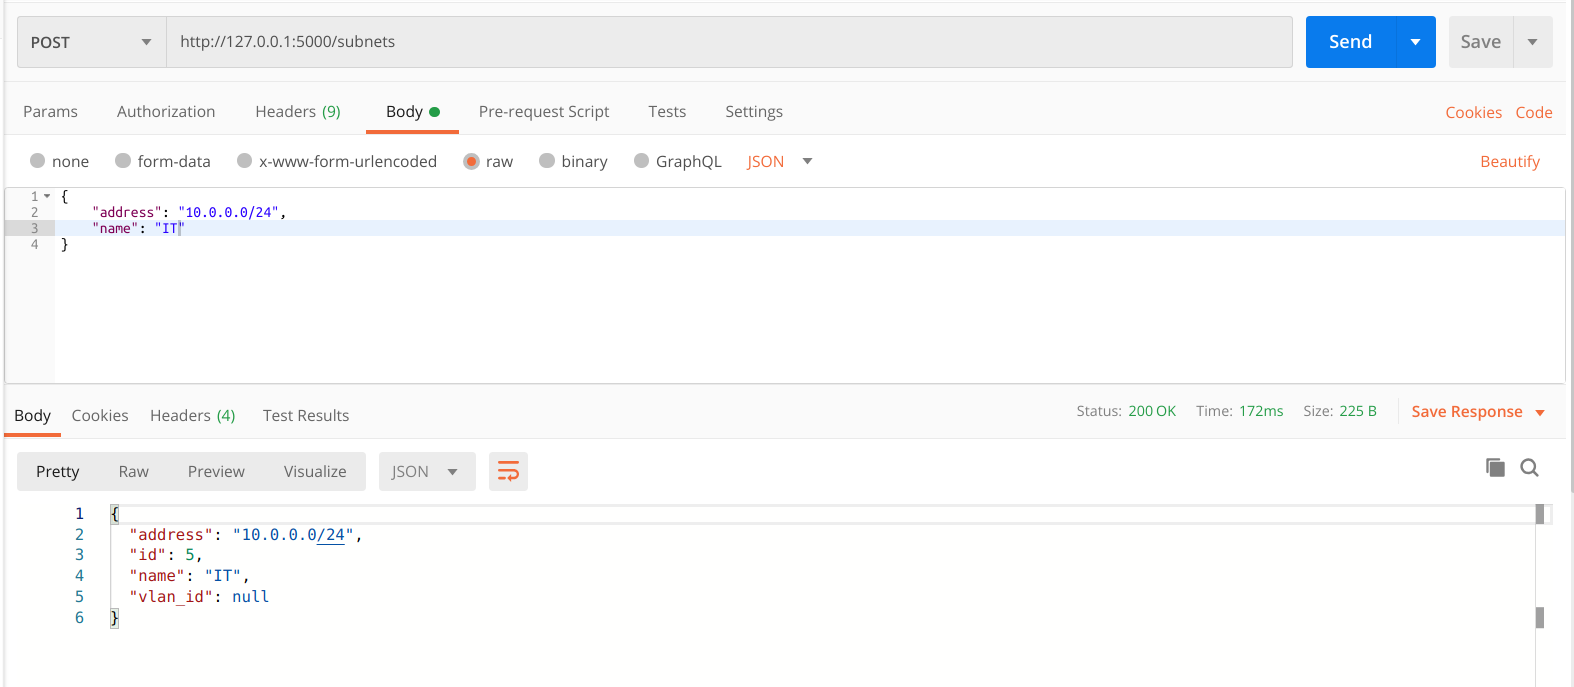 POST http://127.0.0.1:5000/subnets Send Save
Params Authorization Headers (9) Body Pre-request Script Tests Settings Cookies Code
none form-data x-www-form-urlencoded raw binary GraphQL JSON Beautify
1 {
2 "address": "10.0.0.0/24",
3 "name": "IT"
4 }
Body Cookies Headers (4) Test Results Status: 200 OK Time: 172ms Size: 225 B Save Response
Pretty Raw Preview Visualize JSON
1 {
2 "address": "10.0.0.0/24",
3 "id": 5,
4 "name": "IT",
5 "vlan_id": null
6 }